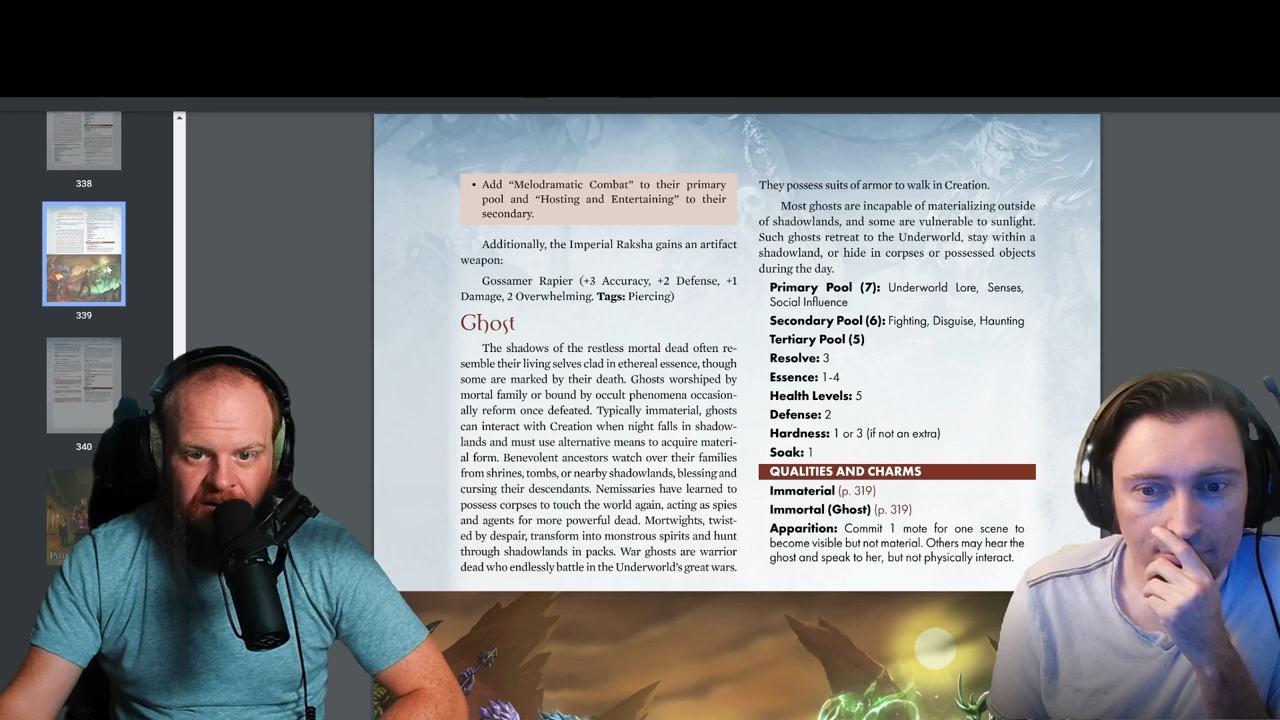 338
339
340
• Add “Melodramatic Combat” to their primary
pool and “Hosting and Entertaining” to their
secondary.
Additionally, the Imperial Raksha gains an artifact
weapon:
Gossamer Rapier (+3 Accuracy, +2 Defense, +1
Damage, 2 Overwhelming. Tags: Piercing)
Ghost
The shadows of the restless mortal dead often re-
semble their living selves clad in ethereal essence, though
some are marked by their death. Ghosts worshiped by
mortal family or bound by occult phenomena occasion-
ally reform once defeated. Typically immaterial, ghosts
can interact with Creation when night falls in shadow-
lands and must use alternative means to acquire materi-
al form. Benevolent ancestors watch over their families
from shrines, tombs, or nearby shadowlands, blessing and
cursing their descendants. Nemissaries have learned to
possess corpses to touch the world again, acting as spies
and agents for more powerful dead. Mortwights, twist-
ed by despair, transform into monstrous spirits and hunt
through shadowlands in packs. War ghosts are warrior
dead who endlessly battle in the Underworld’s great wars.
They possess suits of armor to walk in Creation.
Most ghosts are incapable of materializing outside
of shadowlands, and some are vulnerable to sunlight.
Such ghosts retreat to the Underworld, stay within a
shadowland, or hide in corpses or possessed objects
during the day.
Primary Pool (7): Underworld Lore, Senses,
Social Influence
Secondary Pool (6): Fighting, Disguise, Haunting
Tertiary Pool (5)
Resolve: 3
Essence: 1-4
Health Levels: 5
Defense: 2
Hardness: 1 or 3 (if not an extra)
Soak: 1
QUALITIES AND CHARMS
Immaterial (p. 319)
Immortal (Ghost) (p. 319)
Apparition: Commit 1 mote for one scene to
become visible but not material. Others may hear the
ghost and speak to her, but not physically interact.